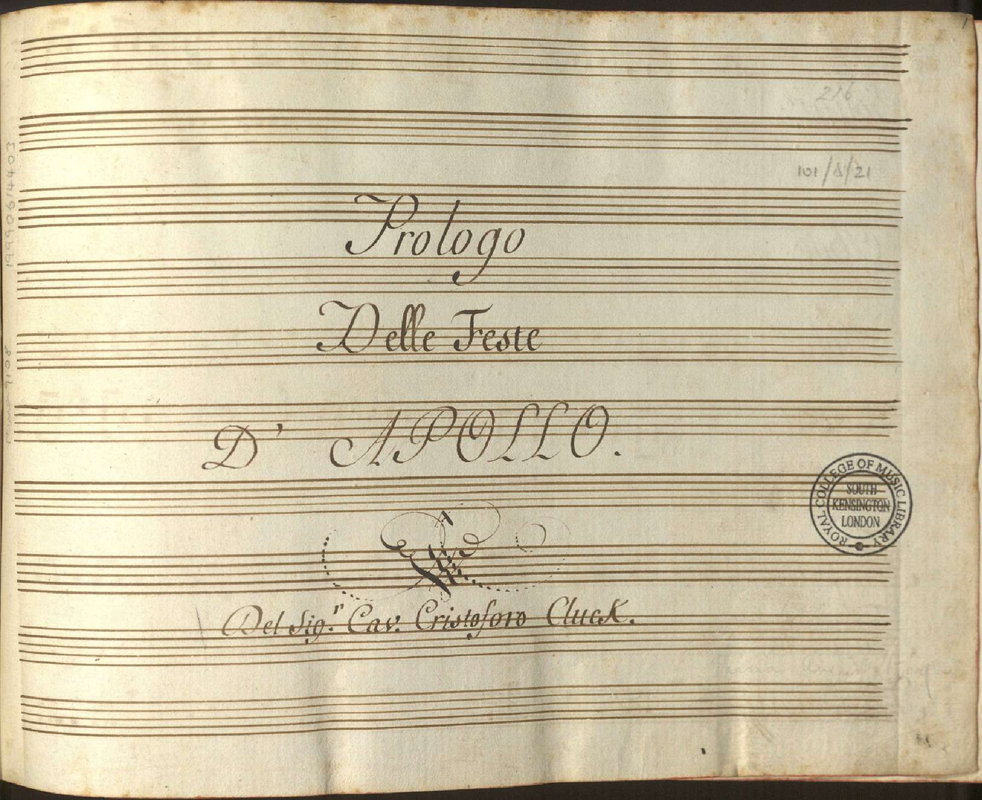 216
101/8/21
Prologo
Delle Feste
D' APOLLO.
Del Sig.r Cav. Cristoforo Cluck.
ROYAL COLLEGE OF MUSIC LIBRARY
SOUTH
KENSINGTON
LONDON